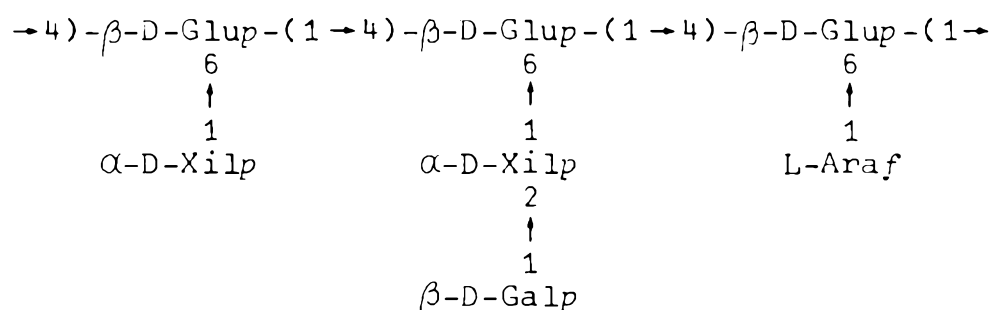 →4)-β-D-Glup-(1→4)-β-D-Glup-(1→4)-β-D-Glup-(1→
6 6 6
↑ ↑ ↑
1 1 1
α-D-Xilp α-D-Xilp L-Araf
2
↑
1
β-D-Galp